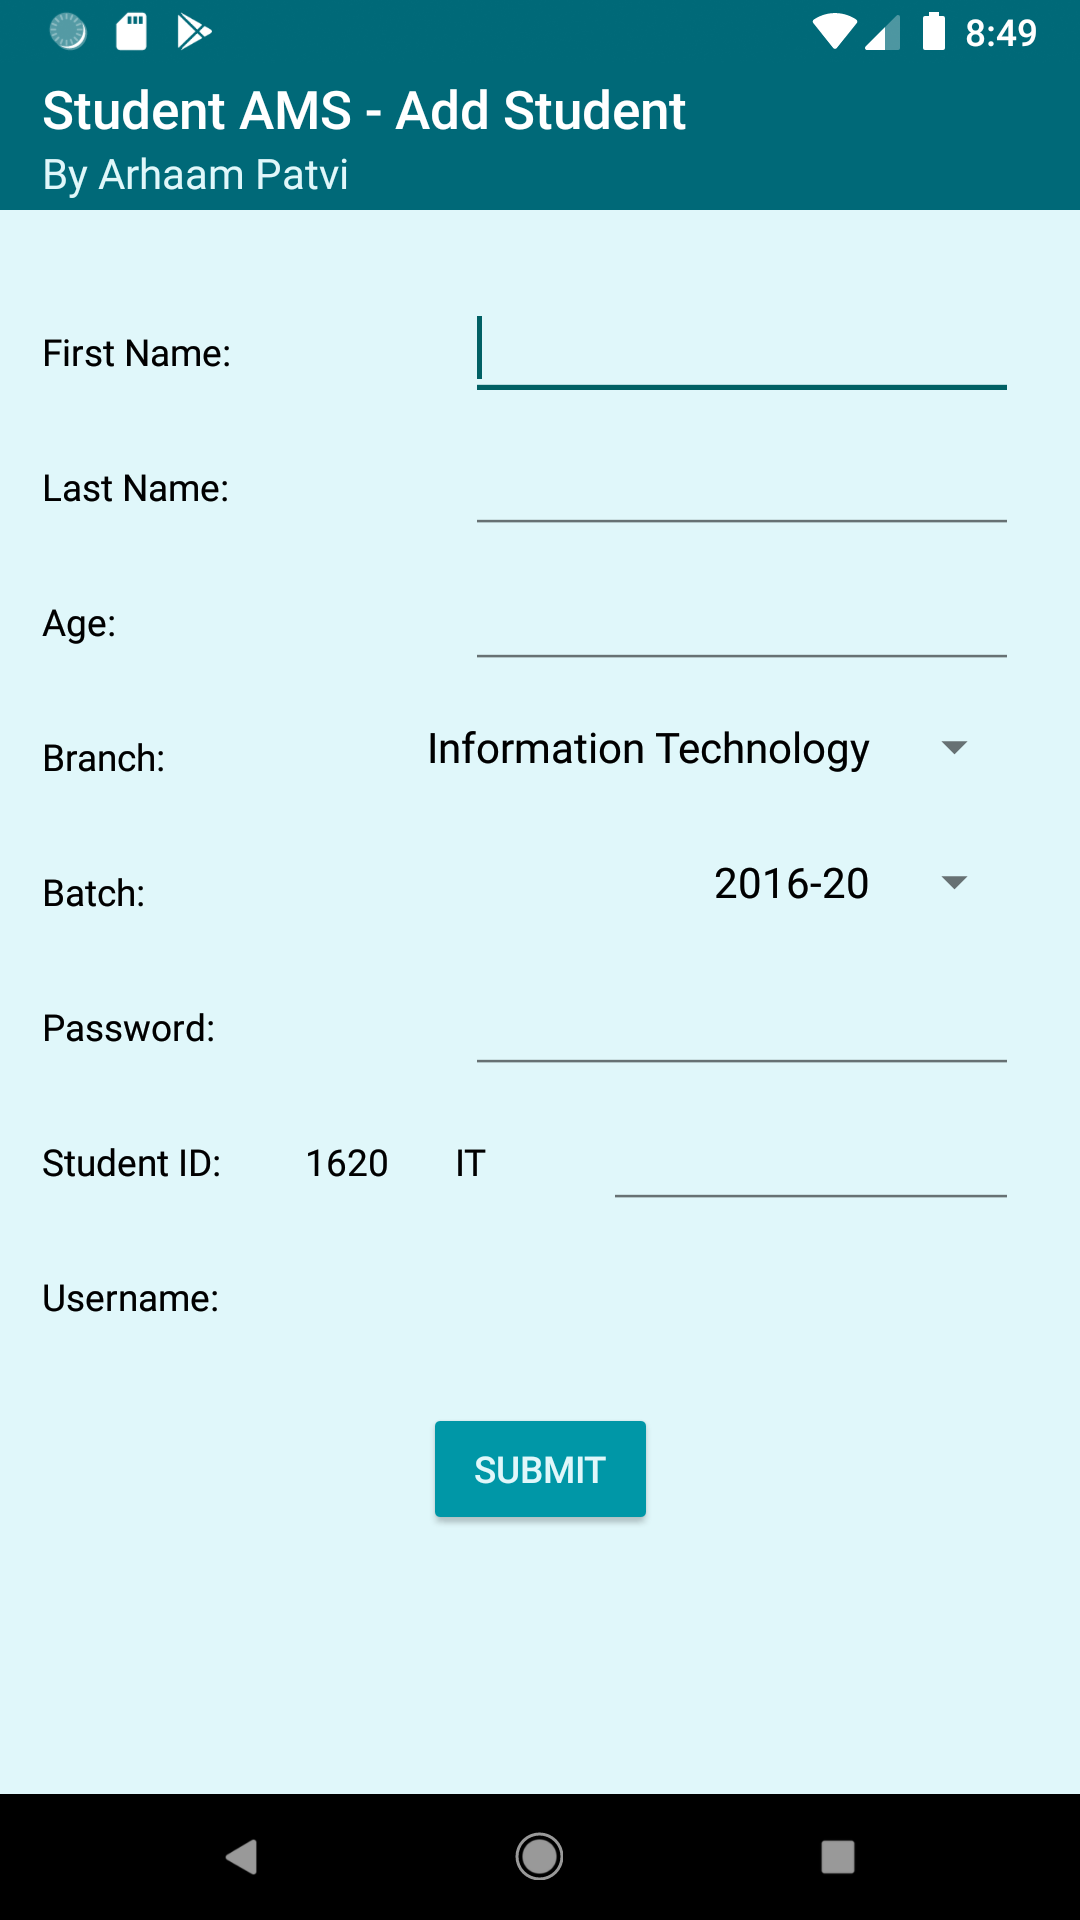 8:49
Student AMS - Add Student
By Arhaam Patvi
First Name:
Last Name:
Age:
Branch: Information Technology
Batch: 2016-20
Password:
Student ID: 1620 IT
Username:
SUBMIT